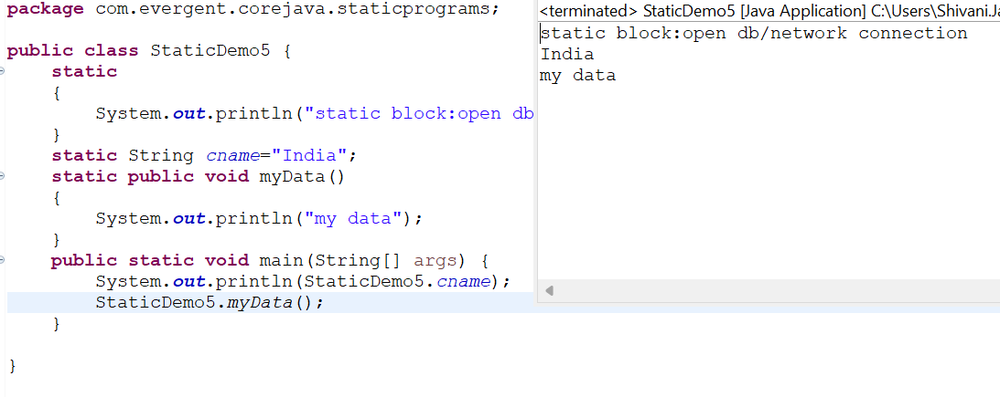 package com.evergent.corejava.staticprograms;
public class StaticDemo5 {
static
{
System.out.println("static block:open db
}
static String cname="India";
static public void myData()
{
System.out.println("my data");
}
public static void main(String[] args) {
System.out.println(StaticDemo5.cname);
StaticDemo5.myData();
}
}
<terminated> StaticDemo5 [Java Application] C:\Users\Shivani.Ja
static block:open db/network connection
India
my data